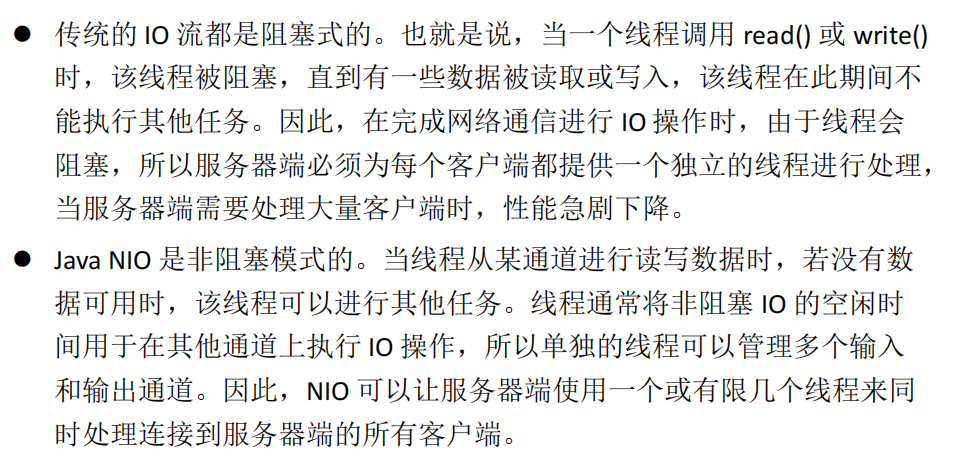 ● 传统的 IO 流都是阻塞式的。也就是说，当一个线程调用 read() 或 write()
时，该线程被阻塞，直到有一些数据被读取或写入，该线程在此期间不
能执行其他任务。因此，在完成网络通信进行 IO 操作时，由于线程会
阻塞，所以服务器端必须为每个客户端都提供一个独立的线程进行处理，
当服务器端需要处理大量客户端时，性能急剧下降。
● Java NIO 是非阻塞模式的。当线程从某通道进行读写数据时，若没有数
据可用时，该线程可以进行其他任务。线程通常将非阻塞 IO 的空闲时
间用于在其他通道上执行 IO 操作，所以单独的线程可以管理多个输入
和输出通道。因此，NIO 可以让服务器端使用一个或有限几个线程来同
时处理连接到服务器端的所有客户端。